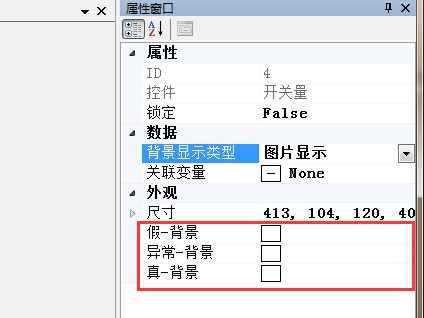 属性窗口
属性
ID 4
控件 开关量
锁定 False
数据
背景显示类型 图片显示
关联变量 None
外观
尺寸 413, 104, 120, 40
假-背景
异常-背景
真-背景